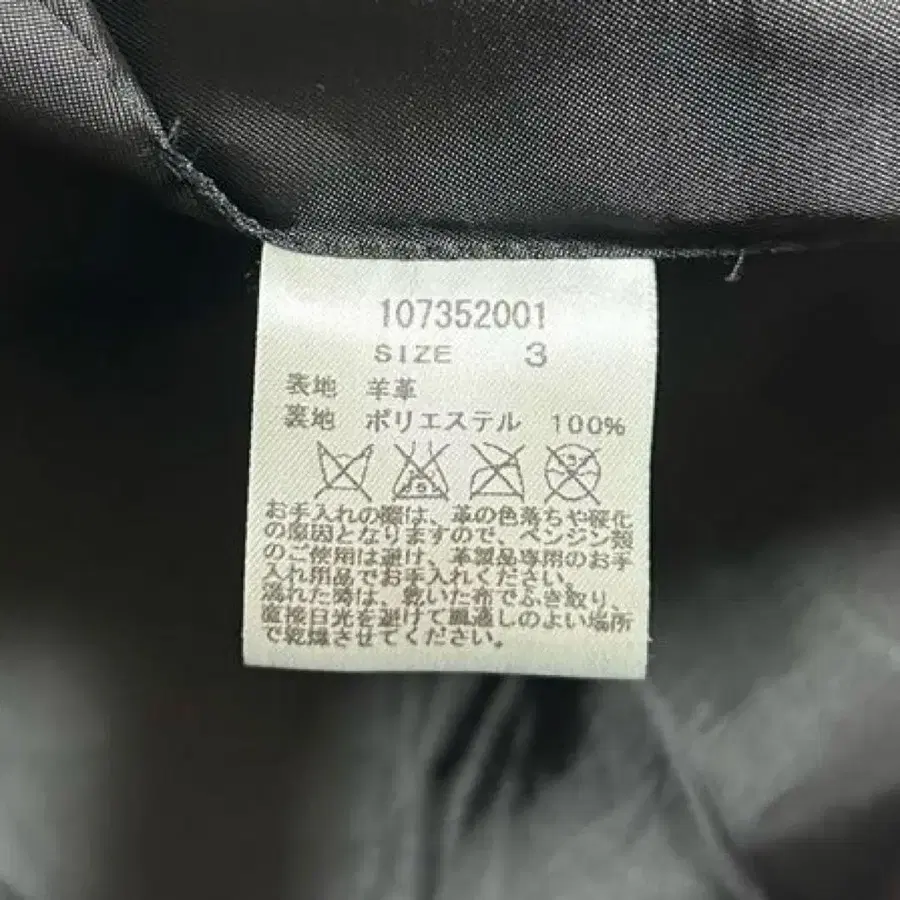 107352001
SIZE 3
表地 羊革
裏地 ポリエステル 100%
お手入れの際は、革の色落ちや硬化
の原因となりますので、ベンジン類
のご使用は避け、革製品専用のお手
入れ用品でお手入れください。
濡れた時は、乾いた布でふき取り、
直接日光を避けて風通しのよい場所
で乾燥させてください。